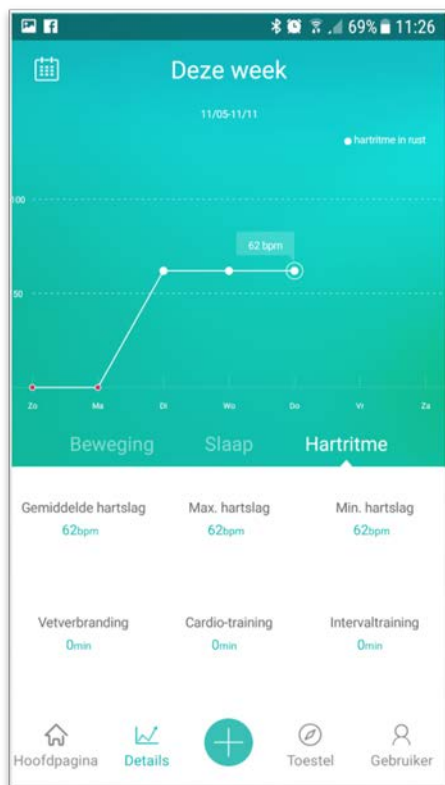 69% 11:26
Deze week
11/05-11/11
hartritme in rust
100
62 bpm
50
Zo Ma Di Wo Do Vr Za
Beweging Slaap Hartritme
Gemiddelde hartslag Max. hartslag Min. hartslag
62bpm 62bpm 62bpm
Vetverbranding Cardio-training Intervaltraining
0min 0min 0min
Hoofdpagina Details Toestel Gebruiker